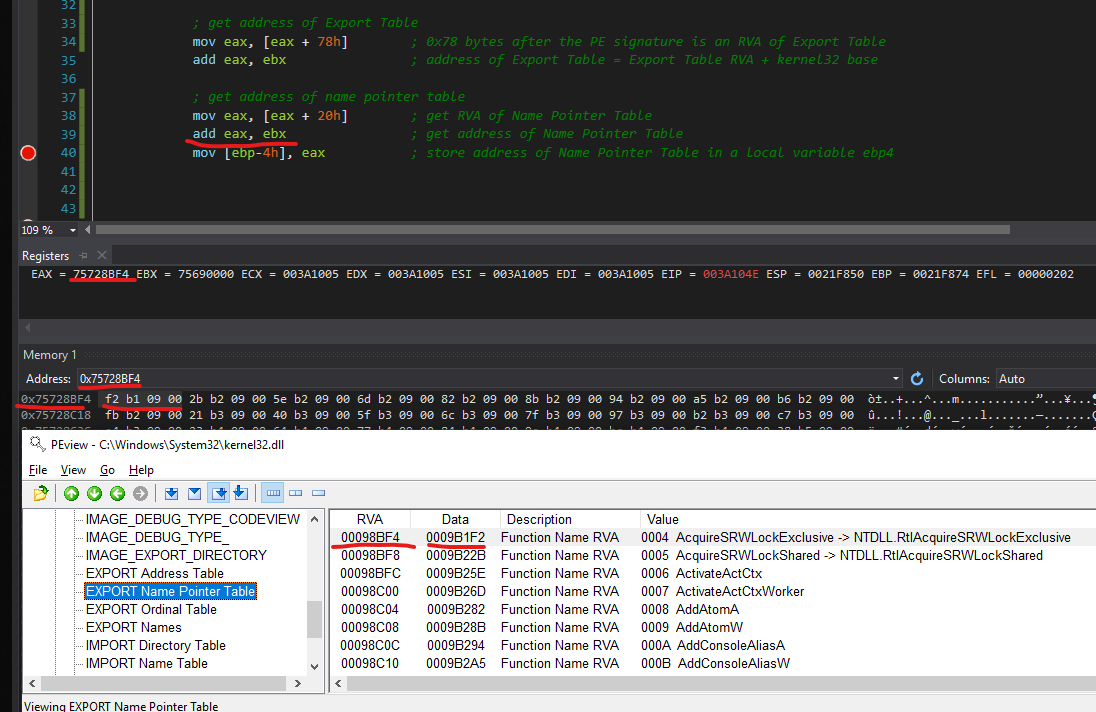 32
33 ; get address of Export Table
34 mov eax, [eax + 78h] ; 0x78 bytes after the PE signature is an RVA of Export Table
35 add eax, ebx ; address of Export Table = Export Table RVA + kernel32 base
36
37 ; get address of name pointer table
38 mov eax, [eax + 20h] ; get RVA of Name Pointer Table
39 add eax, ebx ; get address of Name Pointer Table
40 mov [ebp-4h], eax ; store address of Name Pointer Table in a local variable ebp4
41
42
43
109 %
Registers
EAX = 75728BF4 EBX = 75690000 ECX = 003A1005 EDX = 003A1005 ESI = 003A1005 EDI = 003A1005 EIP = 003A104E ESP = 0021F850 EBP = 0021F874 EFL = 00000202
Memory 1
Address: 0x75728BF4 Columns: Auto
0x75728BF4 f2 b1 09 00 2b b2 09 00 5e b2 09 00 6d b2 09 00 82 b2 09 00 8b b2 09 00 94 b2 09 00 a5 b2 09 00 b6 b2 09 00
0x75728C18 fb b2 09 00 21 b3 09 00 40 b3 09 00 5f b3 09 00 6c b3 09 00 7f b3 09 00 97 b3 09 00 b2 b3 09 00 c7 b3 09 00
PEview - C:\Windows\System32\kernel32.dll
File View Go Help
IMAGE_DEBUG_TYPE_CODEVIEW
IMAGE_DEBUG_TYPE_
IMAGE_EXPORT_DIRECTORY
EXPORT Address Table
EXPORT Name Pointer Table
EXPORT Ordinal Table
EXPORT Names
IMPORT Directory Table
IMPORT Name Table
RVA Data Description Value
00098BF4 0009B1F2 Function Name RVA 0004 AcquireSRWLockExclusive -> NTDLL.RtlAcquireSRWLockExclusive
00098BF8 0009B22B Function Name RVA 0005 AcquireSRWLockShared -> NTDLL.RtlAcquireSRWLockShared
00098BFC 0009B25E Function Name RVA 0006 ActivateActCtx
00098C00 0009B26D Function Name RVA 0007 ActivateActCtxWorker
00098C04 0009B282 Function Name RVA 0008 AddAtomA
00098C08 0009B28B Function Name RVA 0009 AddAtomW
00098C0C 0009B294 Function Name RVA 000A AddConsoleAliasA
00098C10 0009B2A5 Function Name RVA 000B AddConsoleAliasW
Viewing EXPORT Name Pointer Table